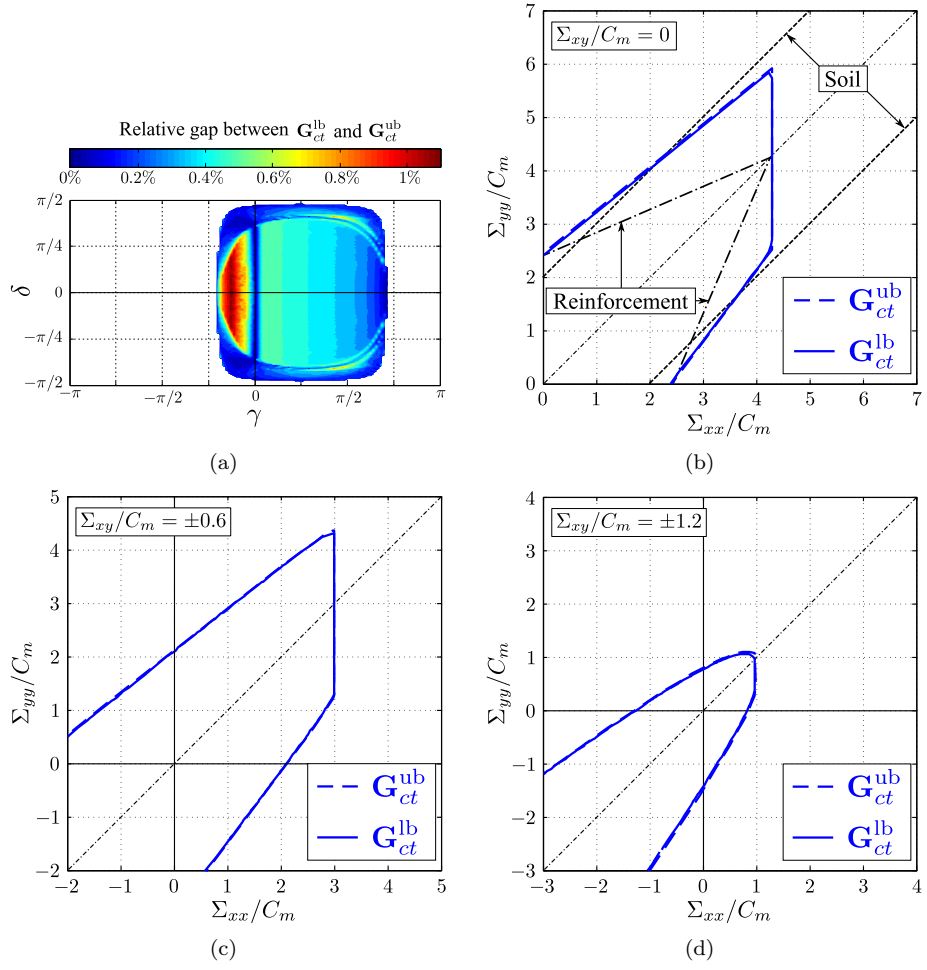 Relative gap between G_ct^lb and G_ct^ub
0% 0.2% 0.4% 0.6% 0.8% 1%
π/2
π/4
δ
0
−π/4
−π/2
−π −π/2 0 π/2 π
γ
(a)
Σxy/Cm = 0
Soil
Reinforcement
G_ct^ub
G_ct^lb
7
6
5
4
3
2
1
0
Σyy/Cm
0 1 2 3 4 5 6 7
Σxx/Cm
(b)
Σxy/Cm = ±0.6
G_ct^ub
G_ct^lb
5
4
3
2
1
0
−1
−2
Σyy/Cm
−2 −1 0 1 2 3 4 5
Σxx/Cm
(c)
Σxy/Cm = ±1.2
G_ct^ub
G_ct^lb
4
3
2
1
0
−1
−2
−3
Σyy/Cm
−3 −2 −1 0 1 2 3 4
Σxx/Cm
(d)